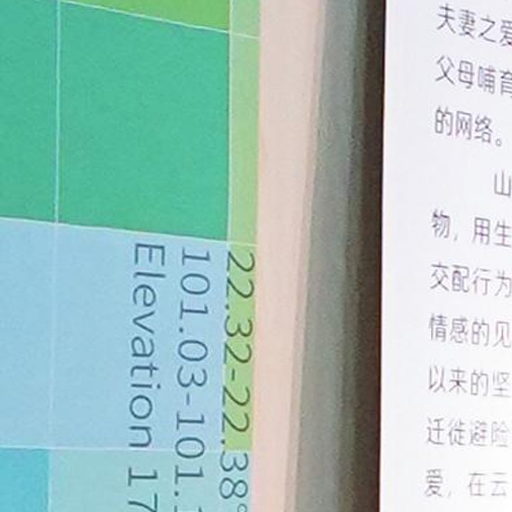 22.32-22.38°
101.03-101.
Elevation 17
夫妻之爱
父母哺育
的网络。
山
物，用生
交配行为
情感的见
以来的坚
迁徙避险
爱，在云